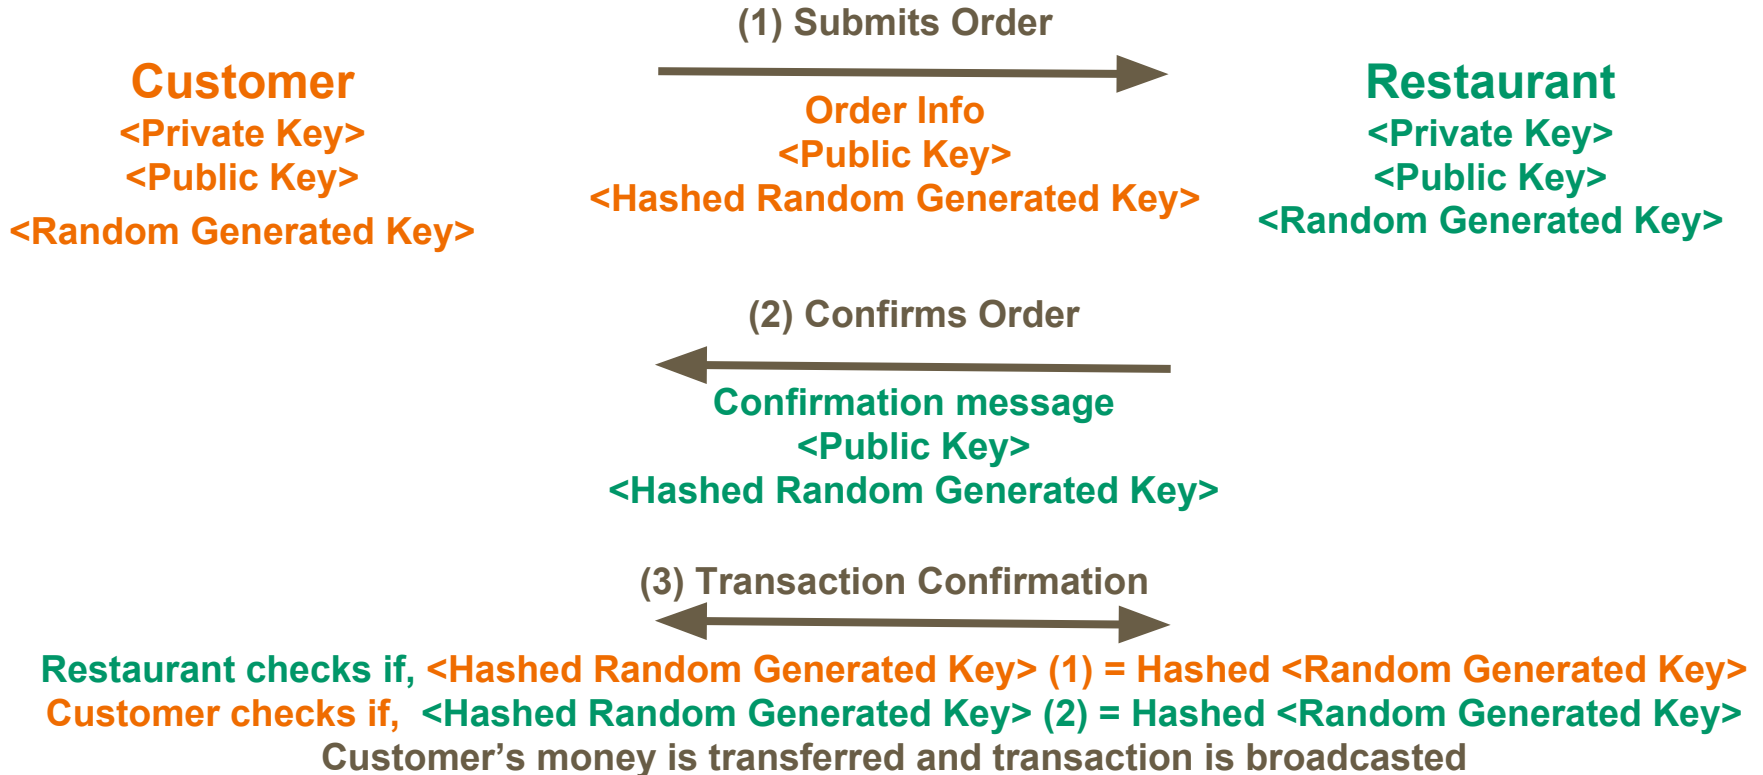 (1) Submits Order
Customer
<Private Key>
<Public Key>
<Random Generated Key>
Order Info
<Public Key>
<Hashed Random Generated Key>
Restaurant
<Private Key>
<Public Key>
<Random Generated Key>
(2) Confirms Order
Confirmation message
<Public Key>
<Hashed Random Generated Key>
(3) Transaction Confirmation
Restaurant checks if, <Hashed Random Generated Key> (1) = Hashed <Random Generated Key>
Customer checks if, <Hashed Random Generated Key> (2) = Hashed <Random Generated Key>
Customer’s money is transferred and transaction is broadcasted